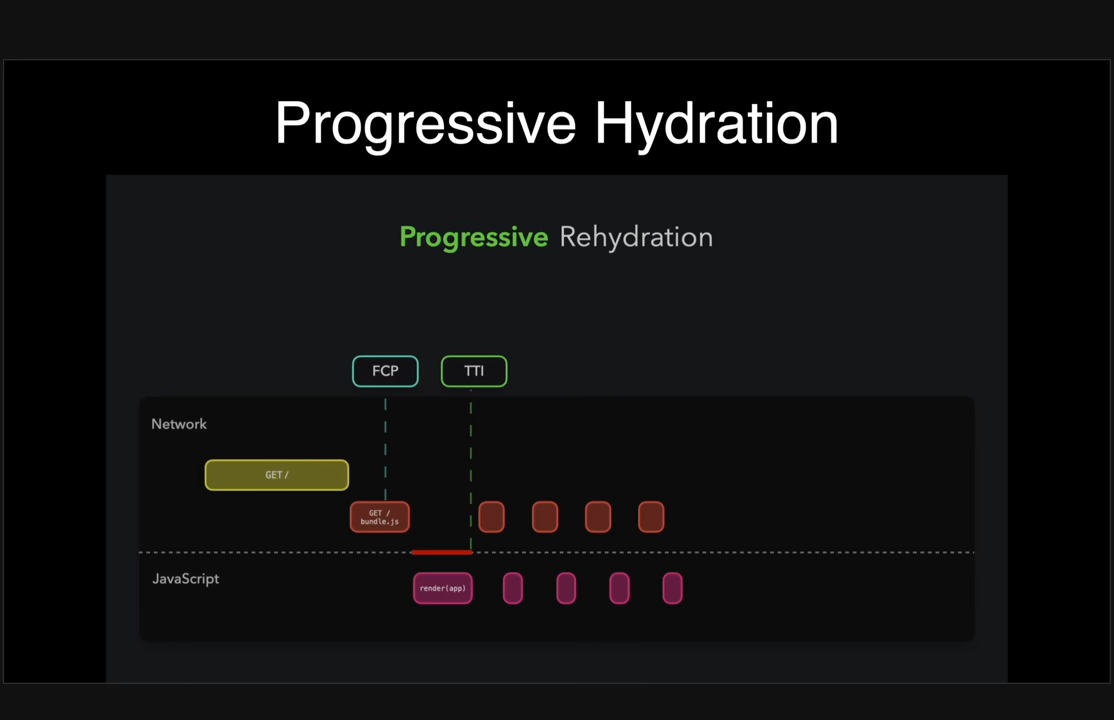 Progressive Hydration
Progressive Rehydration
FCP
TTI
Network
GET /
GET /
bundle.js
JavaScript
render(app)